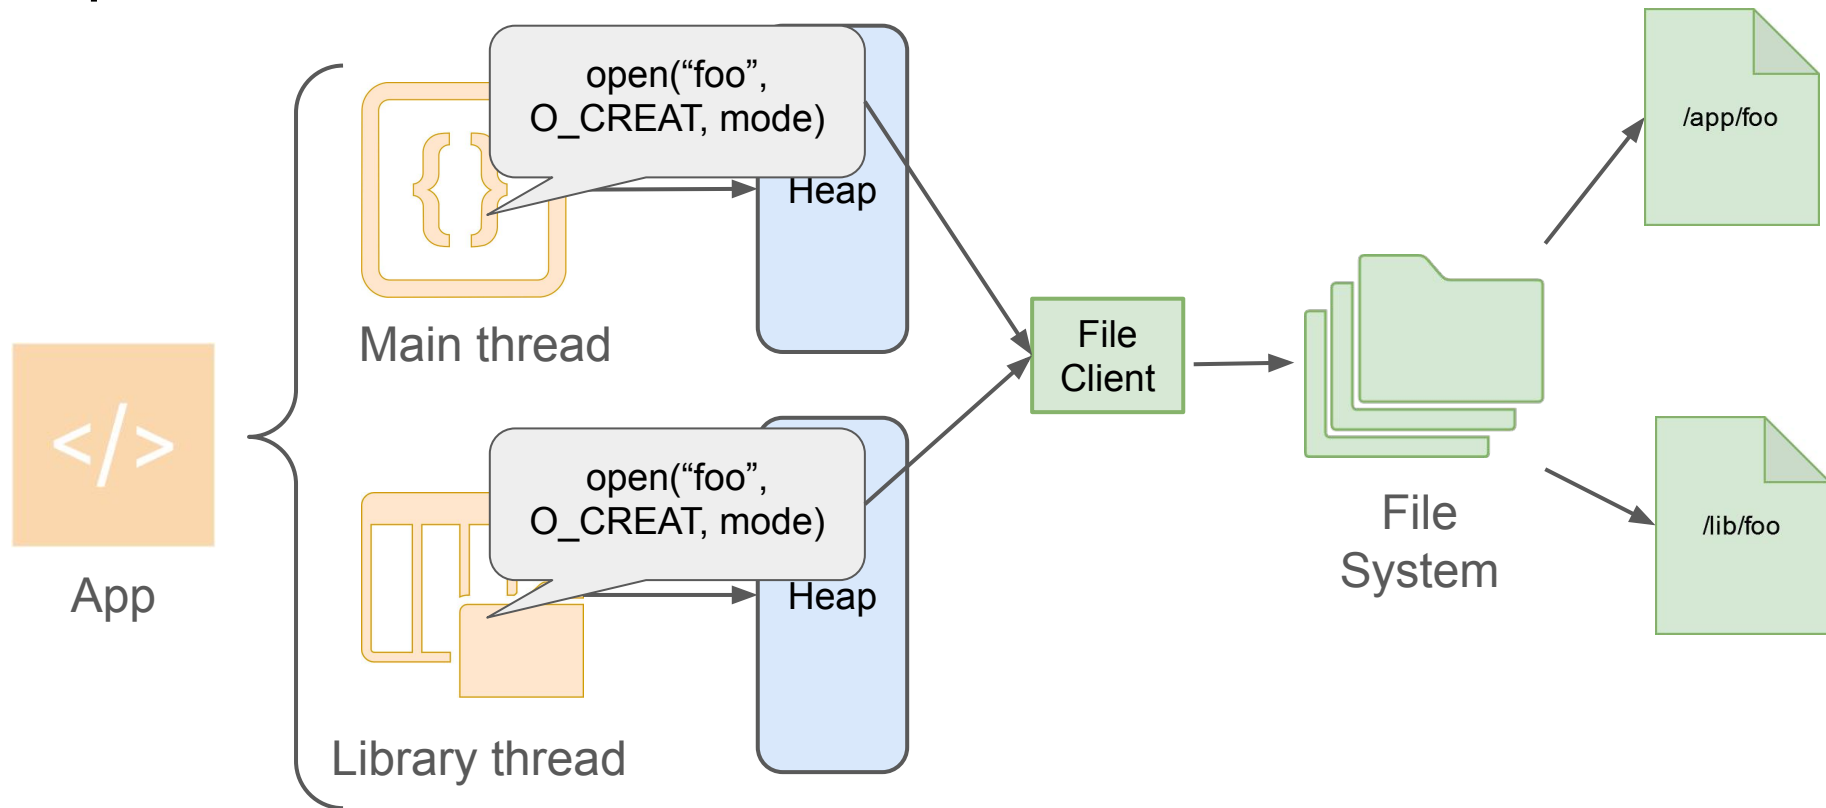 open(“foo”,
O_CREAT, mode)
Heap
Main thread
</>
App
open(“foo”,
O_CREAT, mode)
Heap
Library thread
File
Client
File
System
/app/foo
/lib/foo